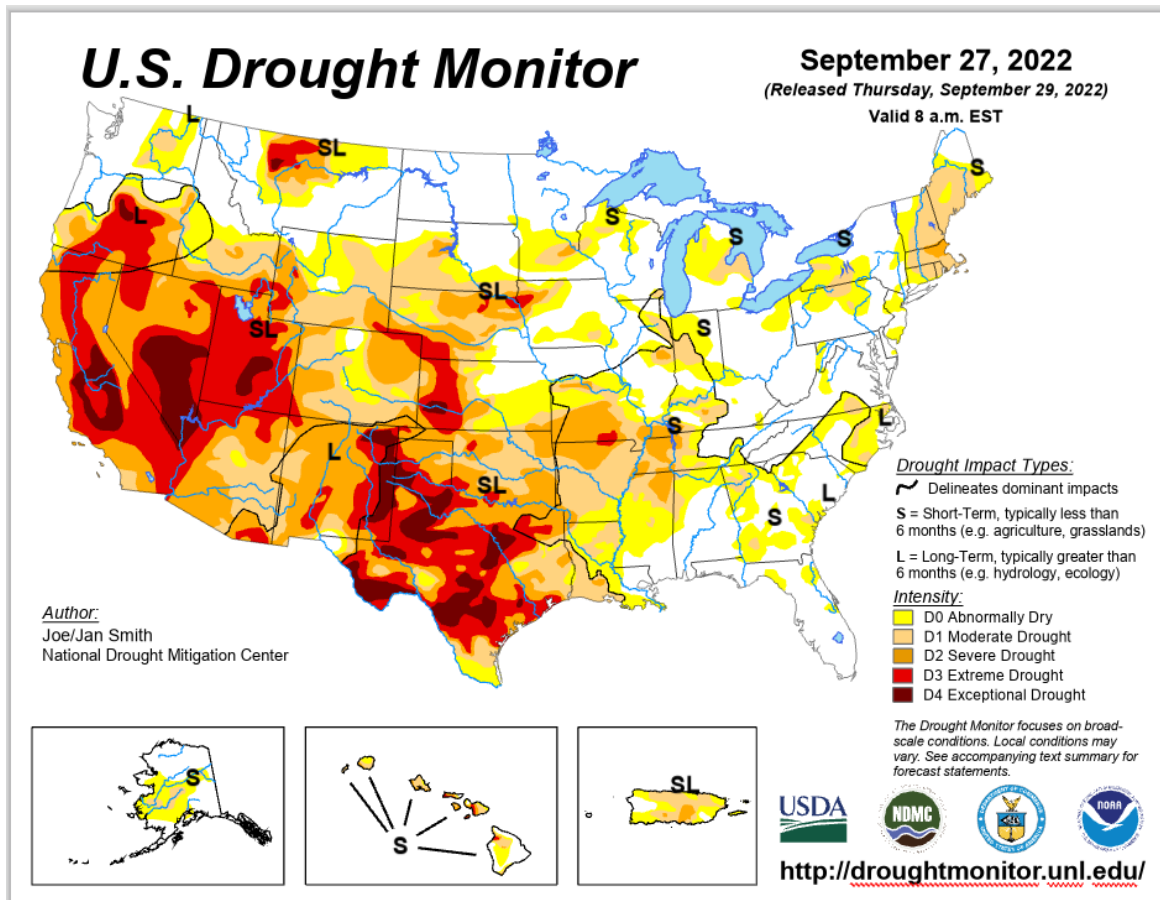 U.S. Drought Monitor
September 27, 2022
(Released Thursday, September 29, 2022)
Valid 8 a.m. EST
L
SL
S
L
S
S
S
SL
SL
S
L
S
L
SL
S
L
Drought Impact Types:
Delineates dominant impacts
S = Short-Term, typically less than
6 months (e.g. agriculture, grasslands)
L = Long-Term, typically greater than
6 months (e.g. hydrology, ecology)
Intensity:
D0 Abnormally Dry
D1 Moderate Drought
D2 Severe Drought
D3 Extreme Drought
D4 Exceptional Drought
Author:
Joe/Jan Smith
National Drought Mitigation Center
S
S
SL
The Drought Monitor focuses on broad-
scale conditions. Local conditions may
vary. See accompanying text summary for
forecast statements.
USDA
NDMC
NOAA
http://droughtmonitor.unl.edu/